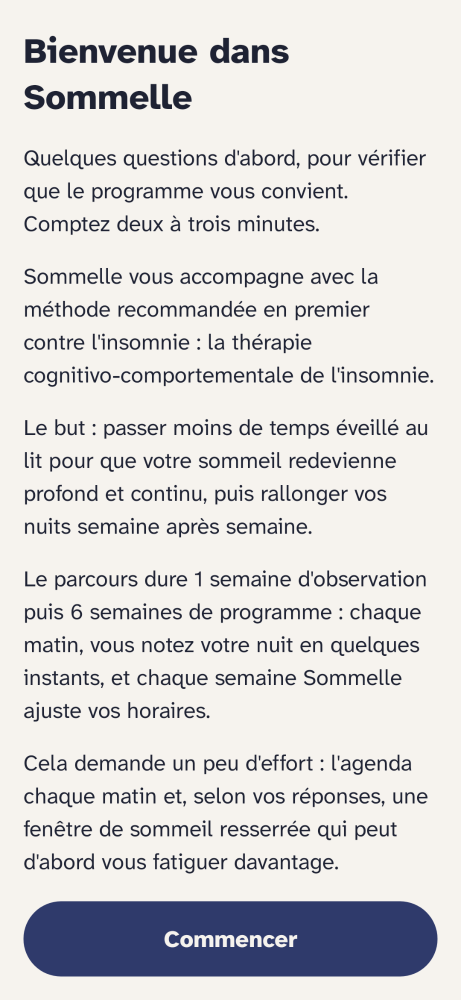 Bienvenue dans
Sommelle
Quelques questions d'abord, pour vérifier
que le programme vous convient.
Comptez deux à trois minutes.
Sommelle vous accompagne avec la
méthode recommandée en premier
contre l'insomnie : la thérapie
cognitivo-comportementale de l'insomnie.
Le but : passer moins de temps éveillé au
lit pour que votre sommeil redevienne
profond et continu, puis rallonger vos
nuits semaine après semaine.
Le parcours dure 1 semaine d'observation
puis 6 semaines de programme : chaque
matin, vous notez votre nuit en quelques
instants, et chaque semaine Sommelle
ajuste vos horaires.
Cela demande un peu d'effort : l'agenda
chaque matin et, selon vos réponses, une
fenêtre de sommeil resserrée qui peut
d'abord vous fatiguer davantage.
Commencer